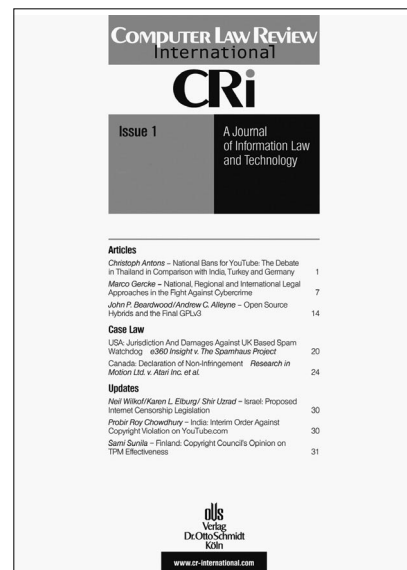 COMPUTER LAW REVIEW
International
CRi
Issue 1
A Journal
of Information Law
and Technology
Articles
Christoph Antons – National Bans for YouTube: The Debate
in Thailand in Comparison with India, Turkey and Germany 1
Marco Gercke – National, Regional and International Legal
Approaches in the Fight Against Cybercrime 7
John P. Beardwood/Andrew C. Alleyne – Open Source
Hybrids and the Final GPLv3 14
Case Law
USA: Jurisdiction And Damages Against UK Based Spam
Watchdog e360 Insight v. The Spamhaus Project 20
Canada: Declaration of Non-Infringement Research in
Motion Ltd. v. Atari Inc. et al. 24
Updates
Neil Wilkof/Karen L. Elburg/ Shir Uzrad – Israel: Proposed
Internet Censorship Legislation 30
Probir Roy Chowdhury – India: Interim Order Against
Copyright Violation on YouTube.com 30
Sami Sunila – Finland: Copyright Council's Opinion on
TPM Effectiveness 31
oUs
Verlag
Dr.OttoSchmidt
Köln
www.cr-international.com